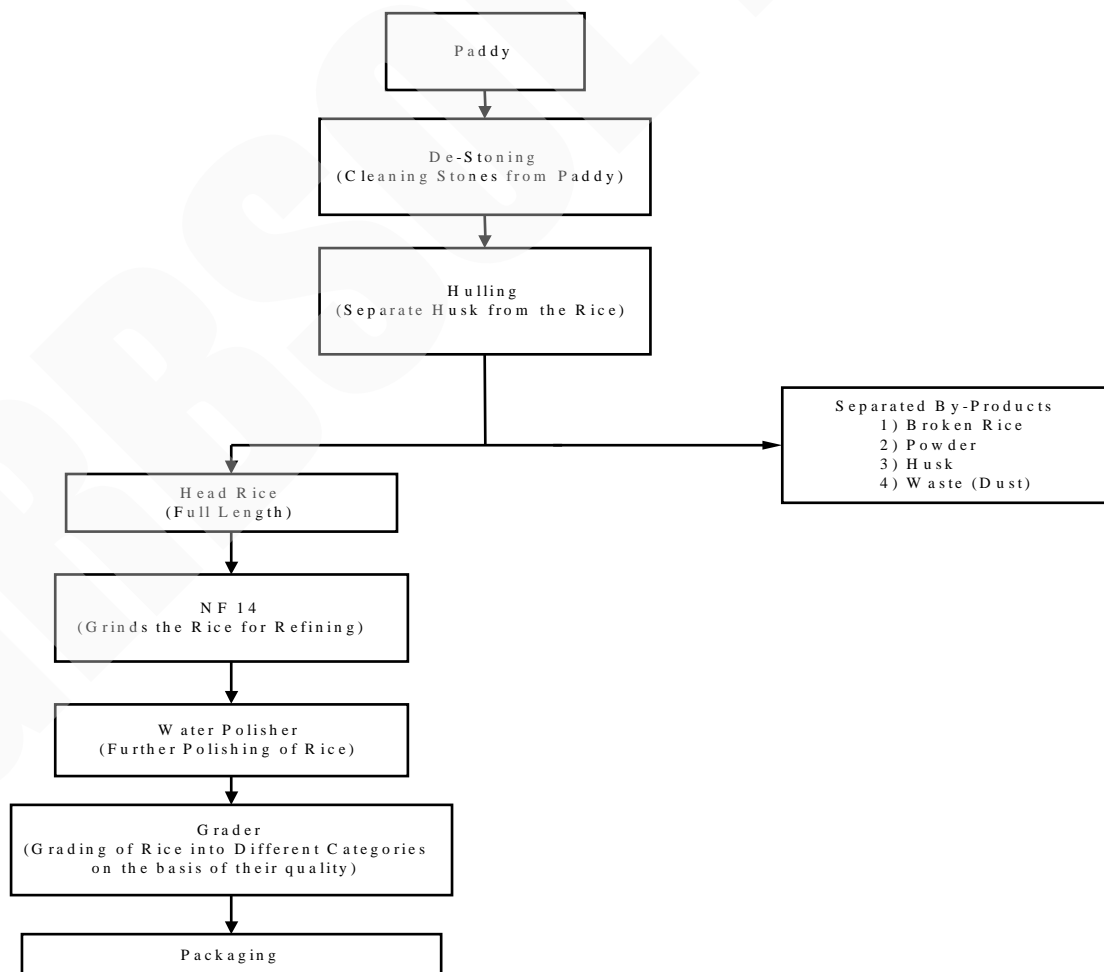 Paddy
De-Stoning
(Cleaning Stones from Paddy)
Hulling
(Separate Husk from the Rice)
Separated By-Products
1) Broken Rice
2) Powder
3) Husk
4) Waste (Dust)
Head Rice
(Full Length)
NF 14
(Grinds the Rice for Refining)
Water Polisher
(Further Polishing of Rice)
Grader
(Grading of Rice into Different Categories
on the basis of their quality)
Packaging